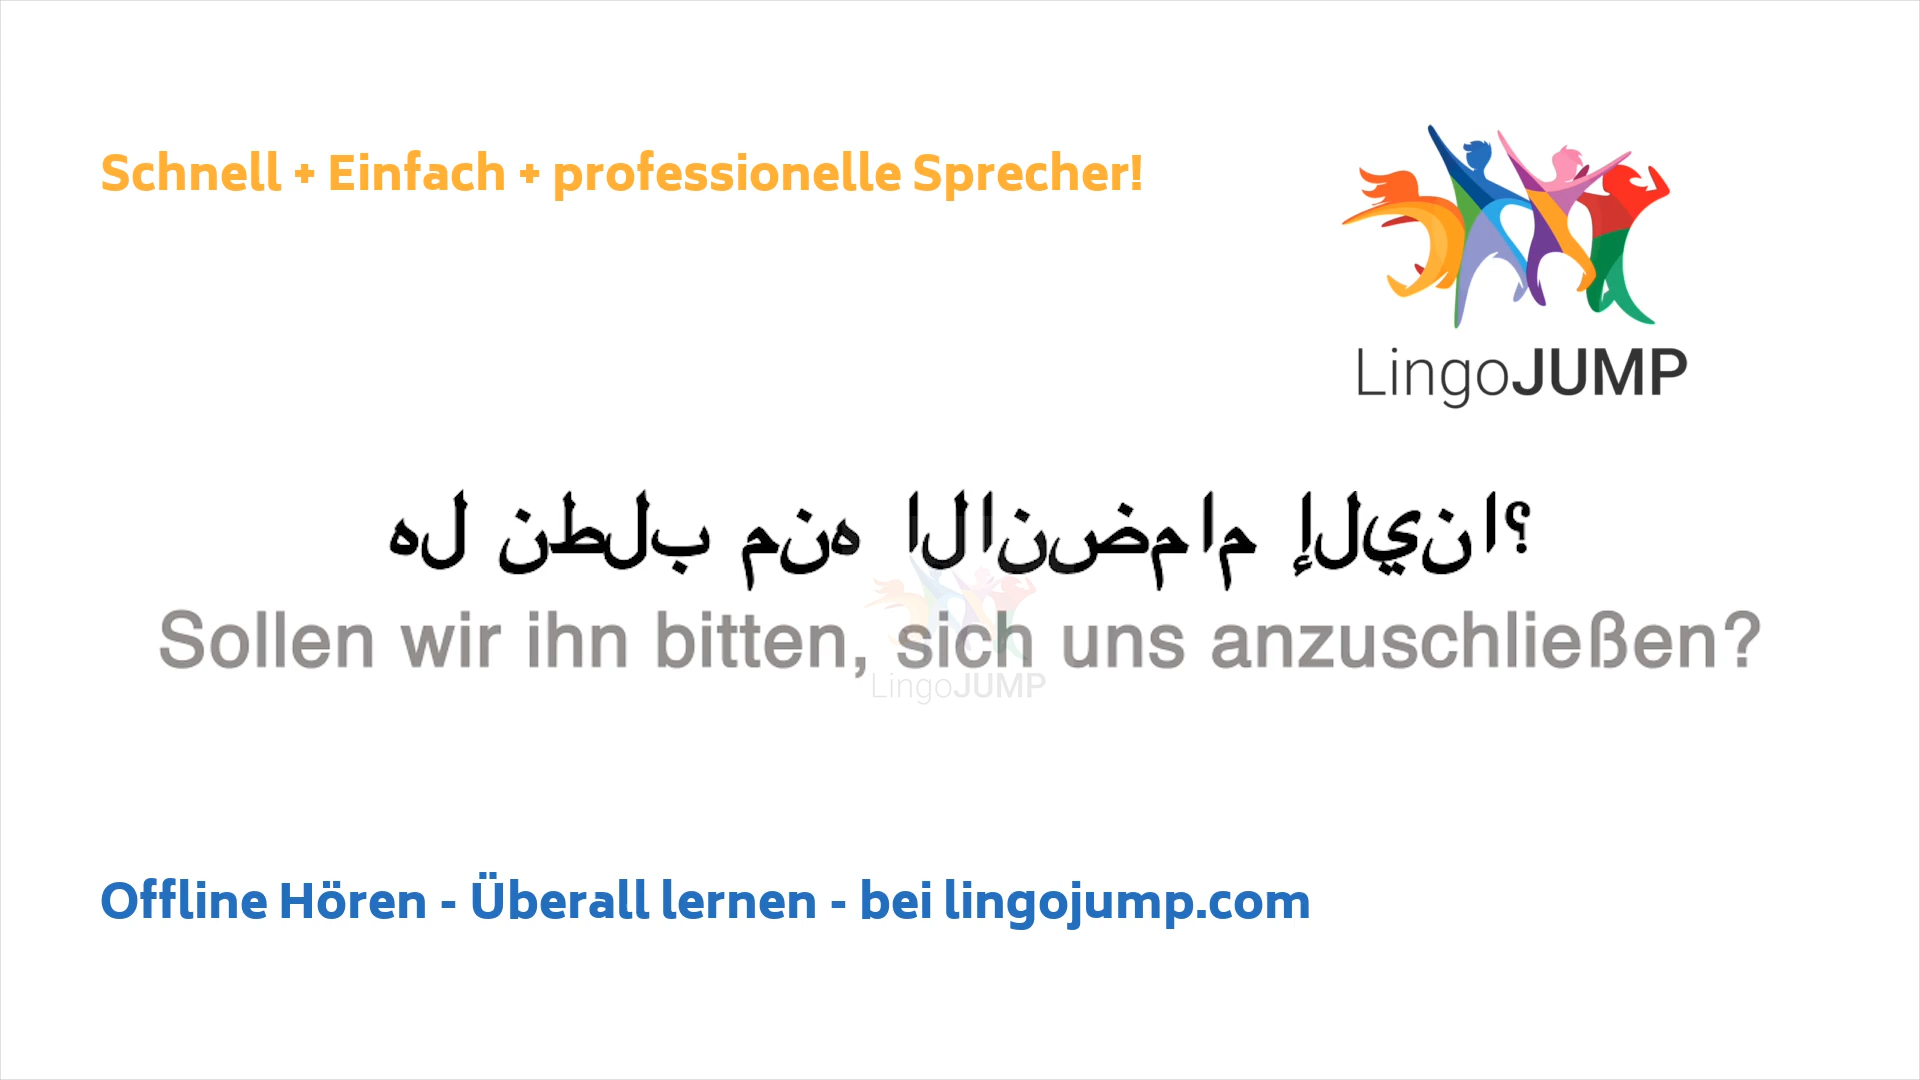 Schnell + Einfach + professionelle Sprecher!
LingoJUMP
هل نطلب منه الانضمام إلينا؟
Sollen wir ihn bitten, sich uns anzuschließen?
LingoJUMP
Offline Hören - Überall lernen - bei lingojump.com